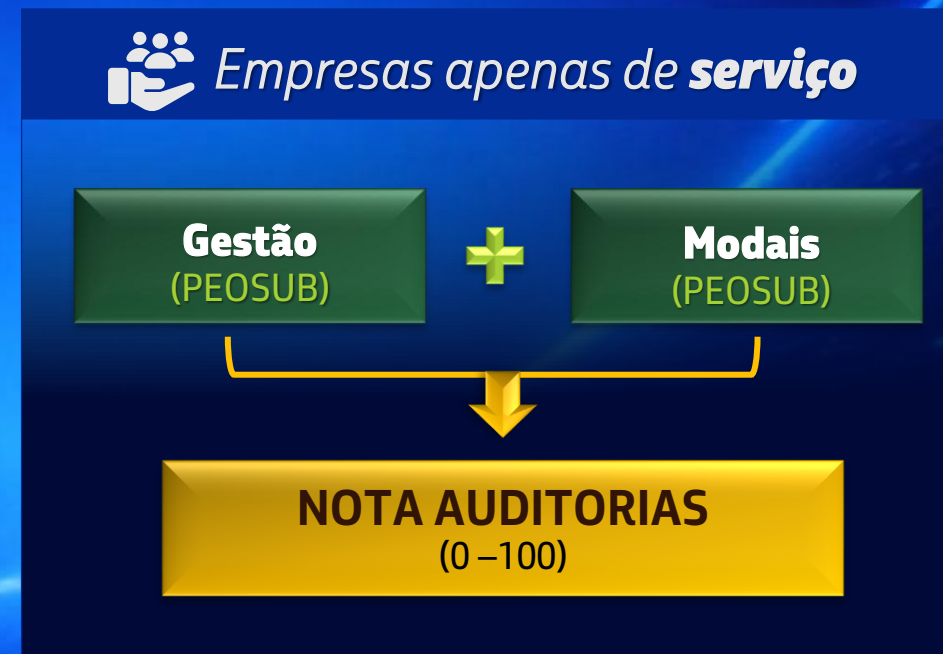 Empresas apenas de serviço
Gestão
(PEOSUB)
Modais
(PEOSUB)
NOTA AUDITORIAS
(0 –100)